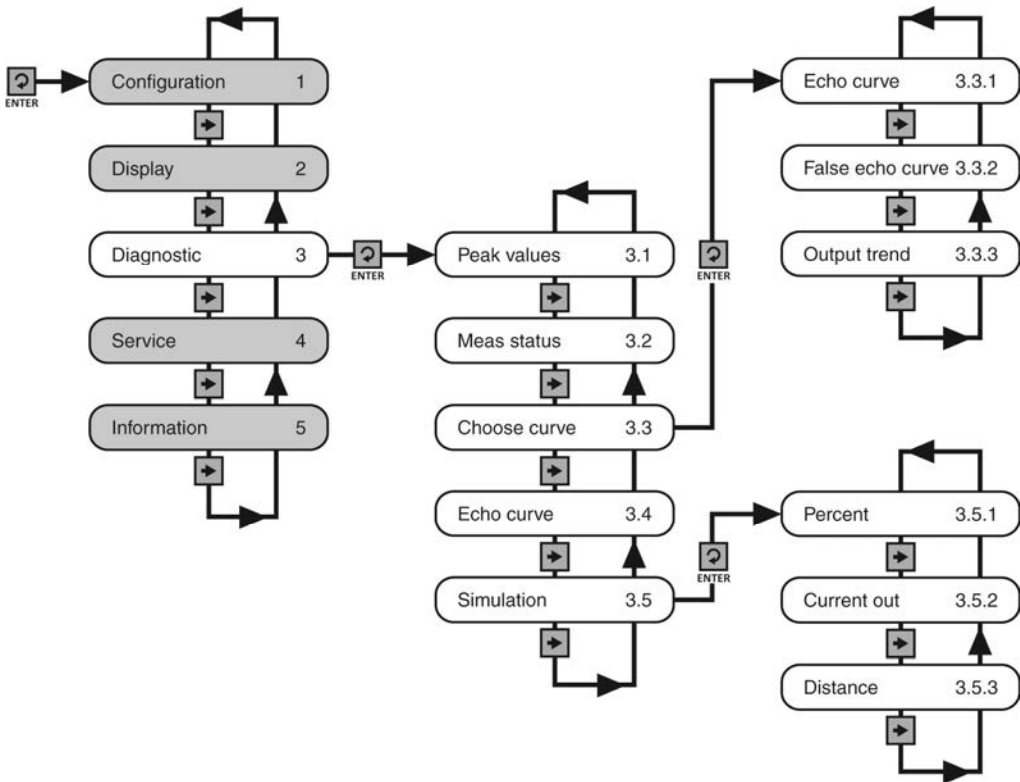 ENTER
Configuration 1
Display 2
Diagnostic 3
Service 4
Information 5
ENTER
Peak values 3.1
Meas status 3.2
Choose curve 3.3
Echo curve 3.4
Simulation 3.5
ENTER
Echo curve 3.3.1
False echo curve 3.3.2
Output trend 3.3.3
ENTER
Percent 3.5.1
Current out 3.5.2
Distance 3.5.3